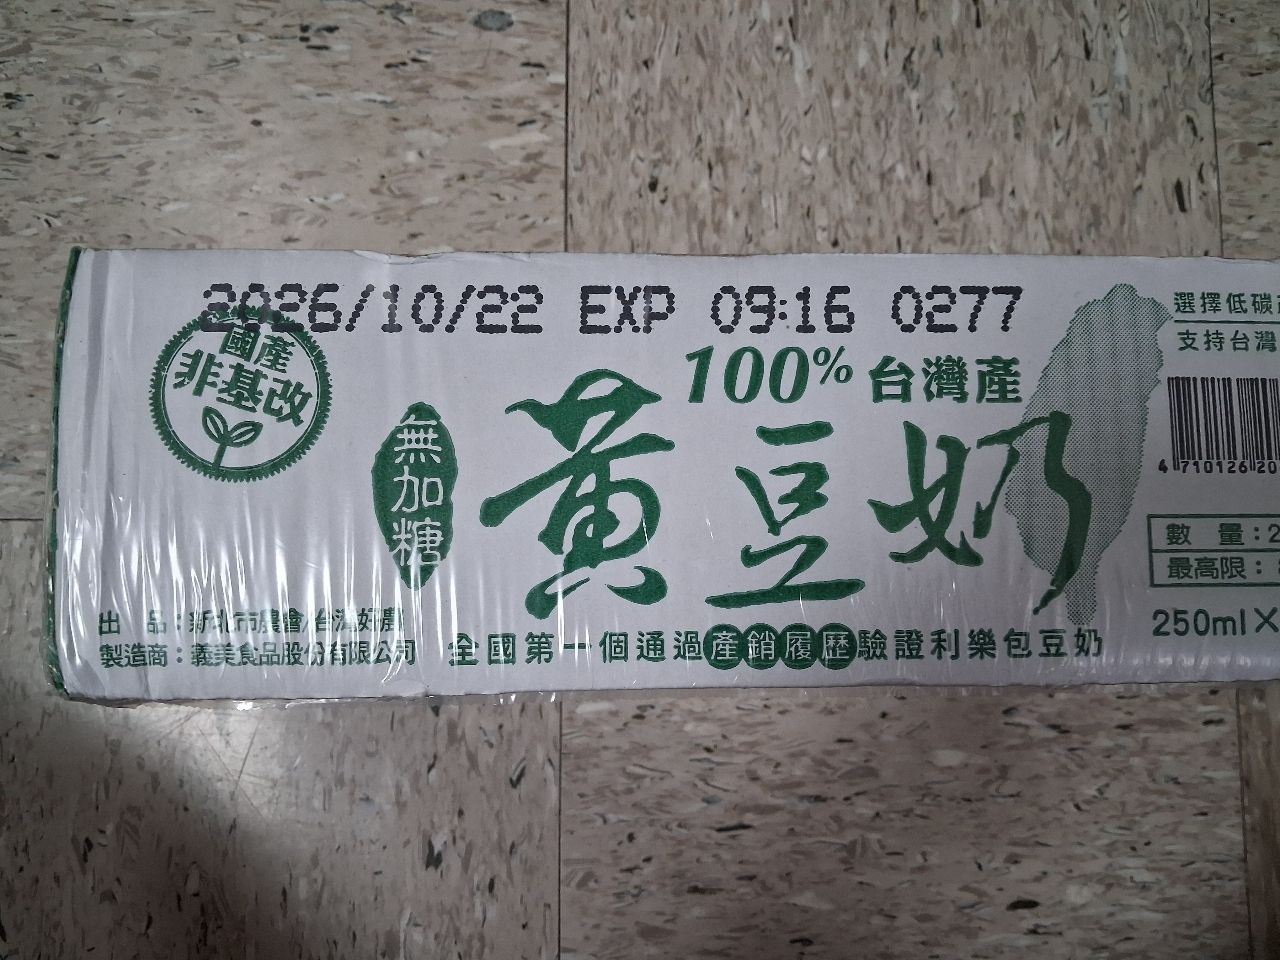 2026/10/22 EXP 09:16 0277
國產
非基改
無加糖
100% 台灣產
黃豆奶
出 品：新北市農會/台灣好農
製造商：義美食品股份有限公司
全國第一個通過產銷履歷驗證利樂包豆奶
選擇低碳
支持台灣
4 710126 20
數 量：2
最高限：
250ml×